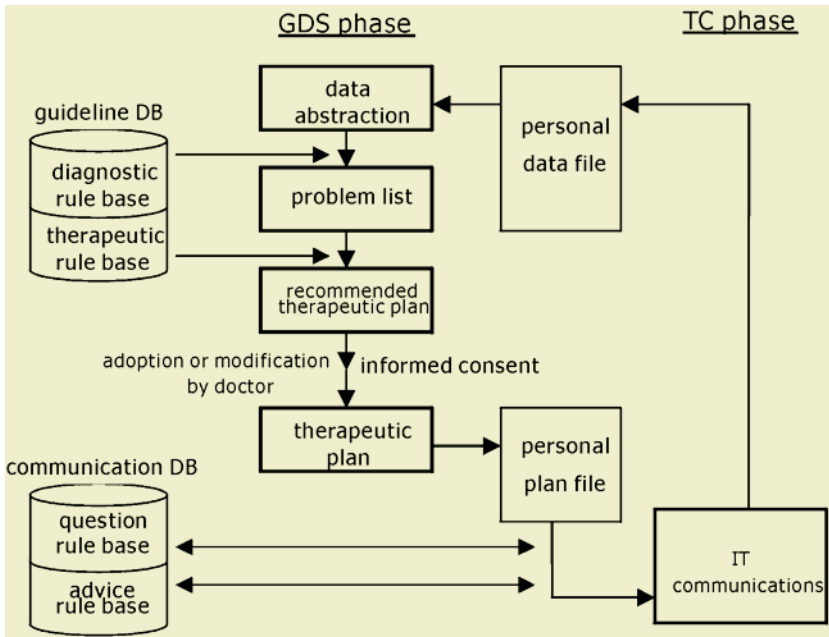 GDS phase
TC phase
data
abstraction
personal
data file
guideline DB
diagnostic
rule base
therapeutic
rule base
problem list
recommended
therapeutic plan
adoption or modification
by doctor
informed consent
therapeutic
plan
personal
plan file
communication DB
question
rule base
advice
rule base
IT
communications